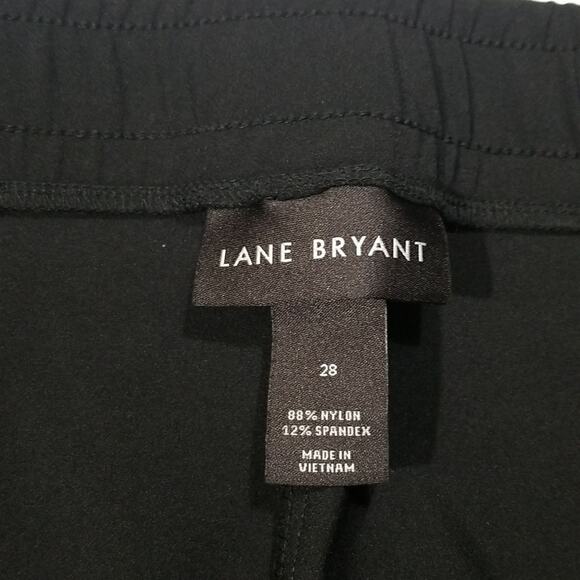 LANE BRYANT
28
88% NYLON
12% SPANDEX
MADE IN
VIETNAM